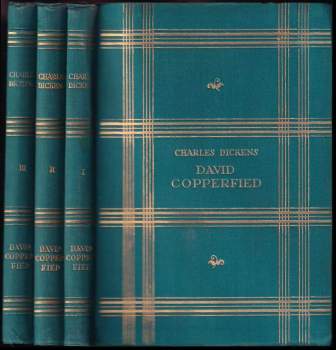 CHARLES
DICKENS
III
DAVID
COPPER
FIED
CHARLES
DICKENS
II
DAVID
COPPER
FIED
CHARLES
DICKENS
I
DAVID
COPPER
FIED
CHARLES DICKENS
DAVID
COPPERFIED